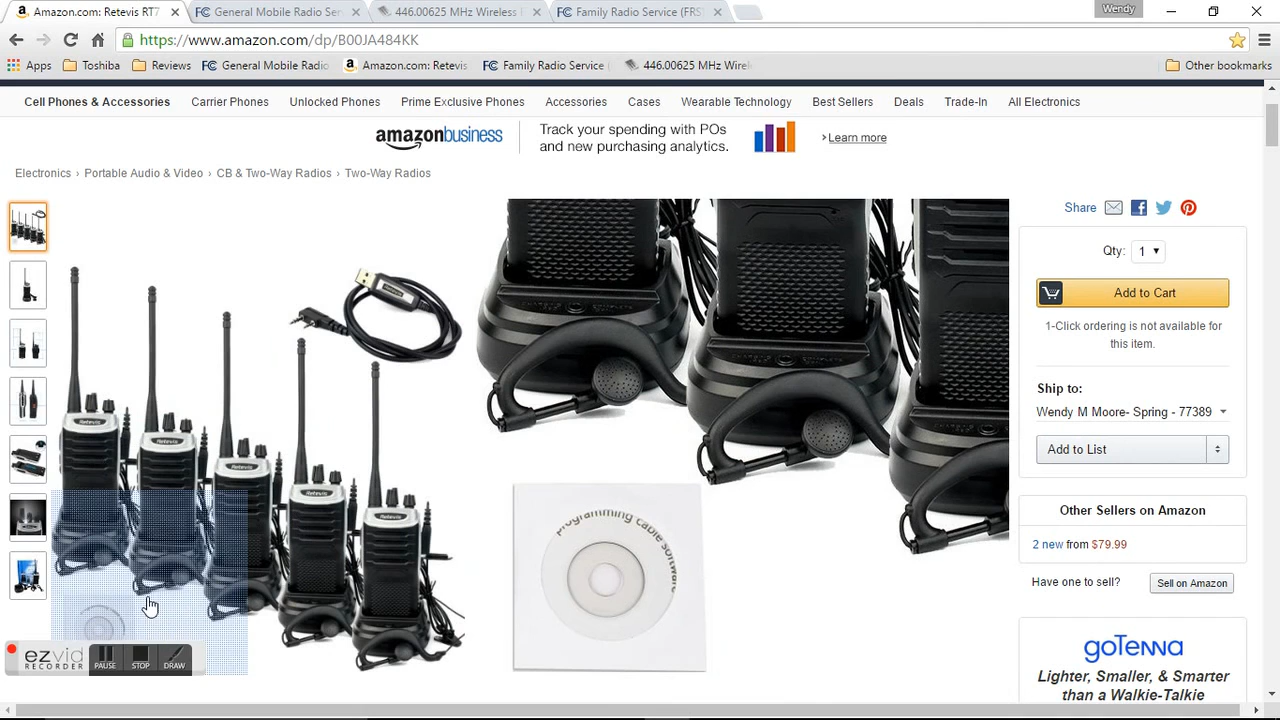 Amazon.com: Retevis RT7
General Mobile Radio Ser
446.00625 MHz Wireless
Family Radio Service (FRS
Wendy
https://www.amazon.com/dp/B00JA484KK
Apps
Toshiba
Reviews
General Mobile Radio
Amazon.com: Retevis
Family Radio Service
446.00625 MHz Wirel
Other bookmarks
Cell Phones & Accessories
Carrier Phones
Unlocked Phones
Prime Exclusive Phones
Accessories
Cases
Wearable Technology
Best Sellers
Deals
Trade-In
All Electronics
amazonbusiness
Track your spending with POs
and new purchasing analytics.
›Learn more
Electronics › Portable Audio & Video › CB & Two-Way Radios › Two-Way Radios
Share
Qty: 1
Add to Cart
1-Click ordering is not available for
this item.
Ship to:
Wendy M Moore- Spring - 77389
Add to List
Other Sellers on Amazon
2 new from $79.99
Have one to sell?
Sell on Amazon
goTenna
Lighter, Smaller, & Smarter
than a Walkie-Talkie
Retevis
Retevis
Retevis
Retevis
Retevis
Programming cable software
ezvid
RECORDER
PAUSE
STOP
DRAW